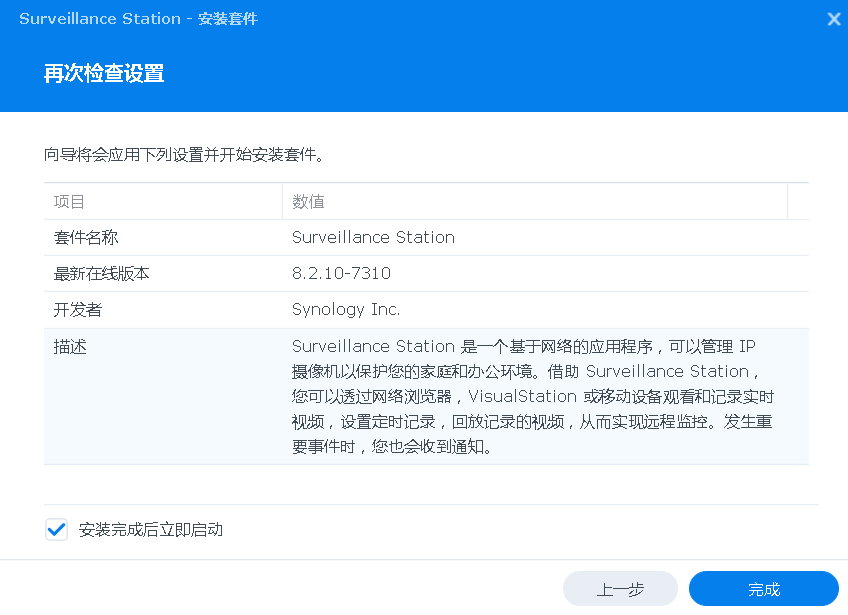 Surveillance Station - 安装套件
再次检查设置
向导将会应用下列设置并开始安装套件。
项目 数值
套件名称 Surveillance Station
最新在线版本 8.2.10-7310
开发者 Synology Inc.
描述 Surveillance Station 是一个基于网络的应用程序，可以管理 IP
摄像机以保护您的家庭和办公环境。借助 Surveillance Station，
您可以透过网络浏览器，VisualStation 或移动设备观看和记录实时
视频，设置定时记录，回放记录的视频，从而实现远程监控。发生重
要事件时，您也会收到通知。
安装完成后立即启动
上一步 完成